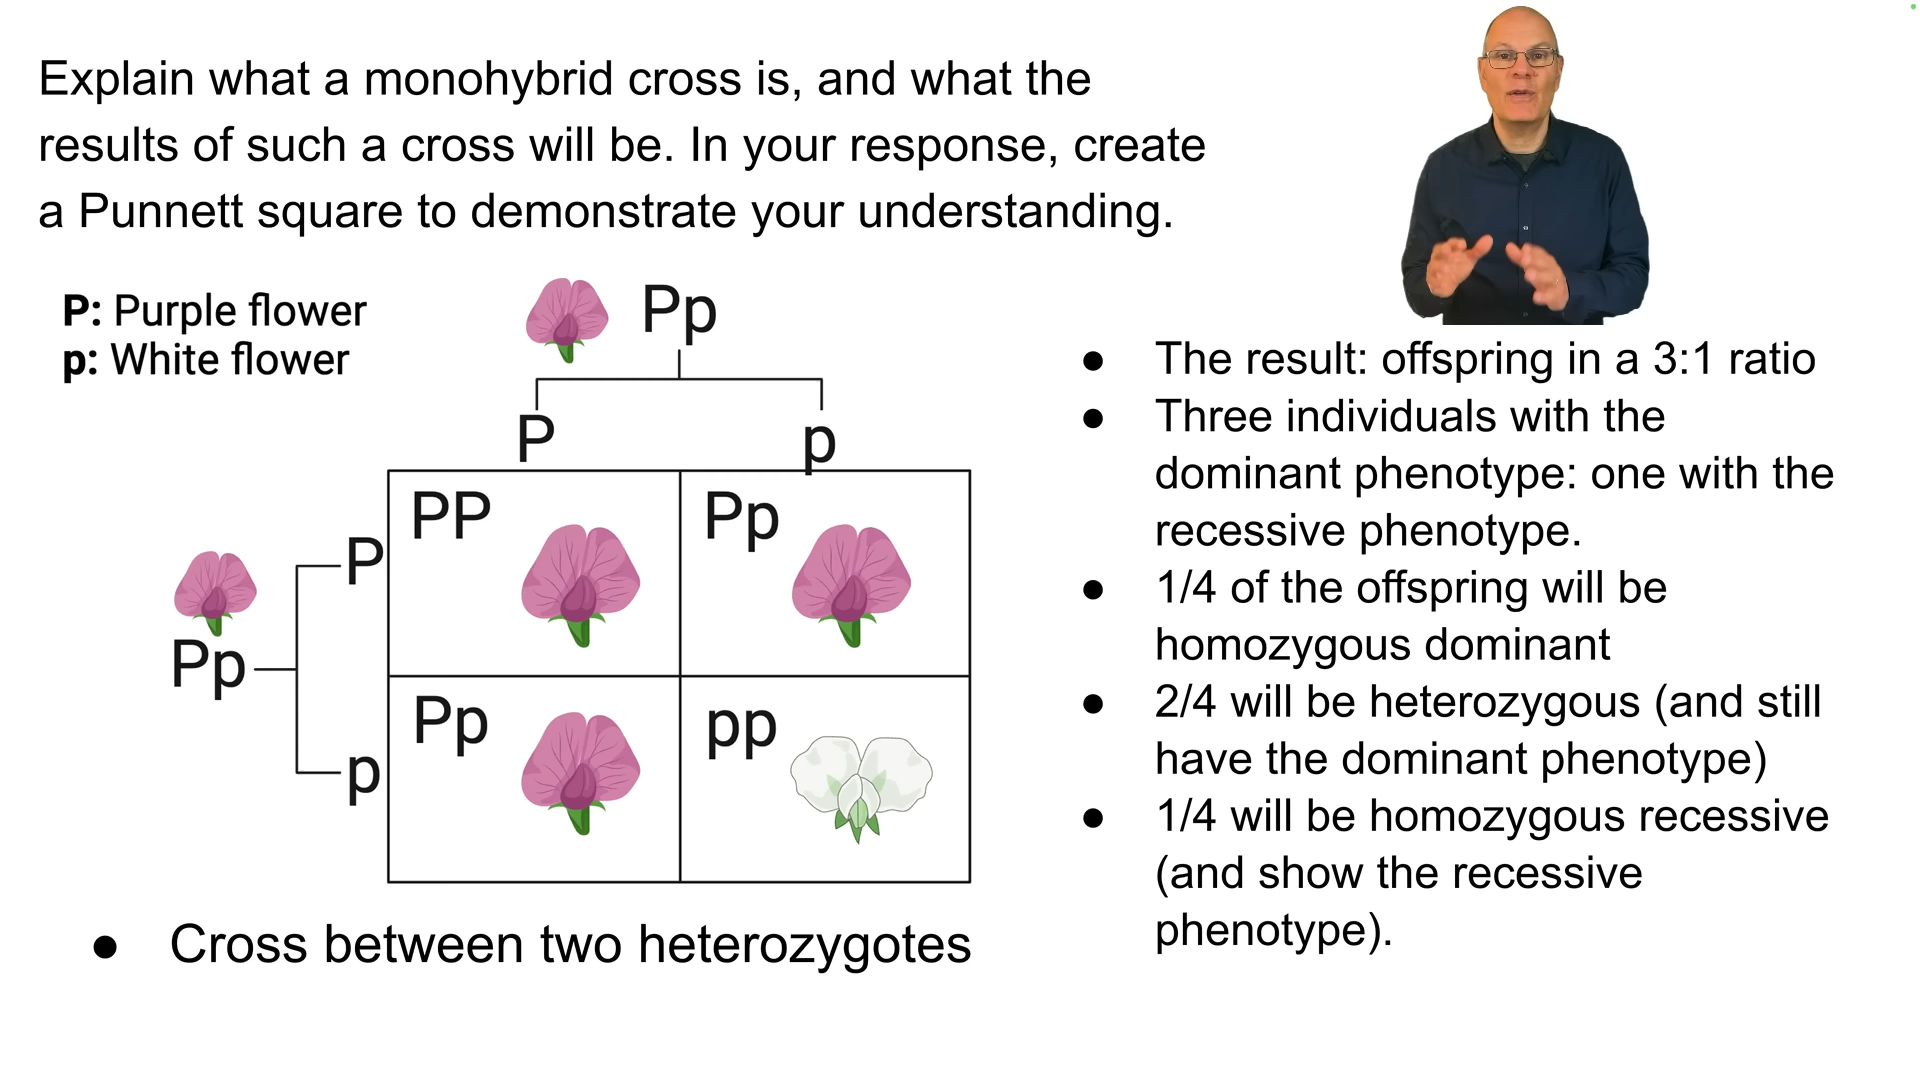 Explain what a monohybrid cross is, and what the
results of such a cross will be. In your response, create
a Punnett square to demonstrate your understanding.
P: Purple flower
p: White flower
Pp
P
p
PP
Pp
P
Pp
Pp
pp
p
● Cross between two heterozygotes
● The result: offspring in a 3:1 ratio
● Three individuals with the
dominant phenotype: one with the
recessive phenotype.
● 1/4 of the offspring will be
homozygous dominant
● 2/4 will be heterozygous (and still
have the dominant phenotype)
● 1/4 will be homozygous recessive
(and show the recessive
phenotype).